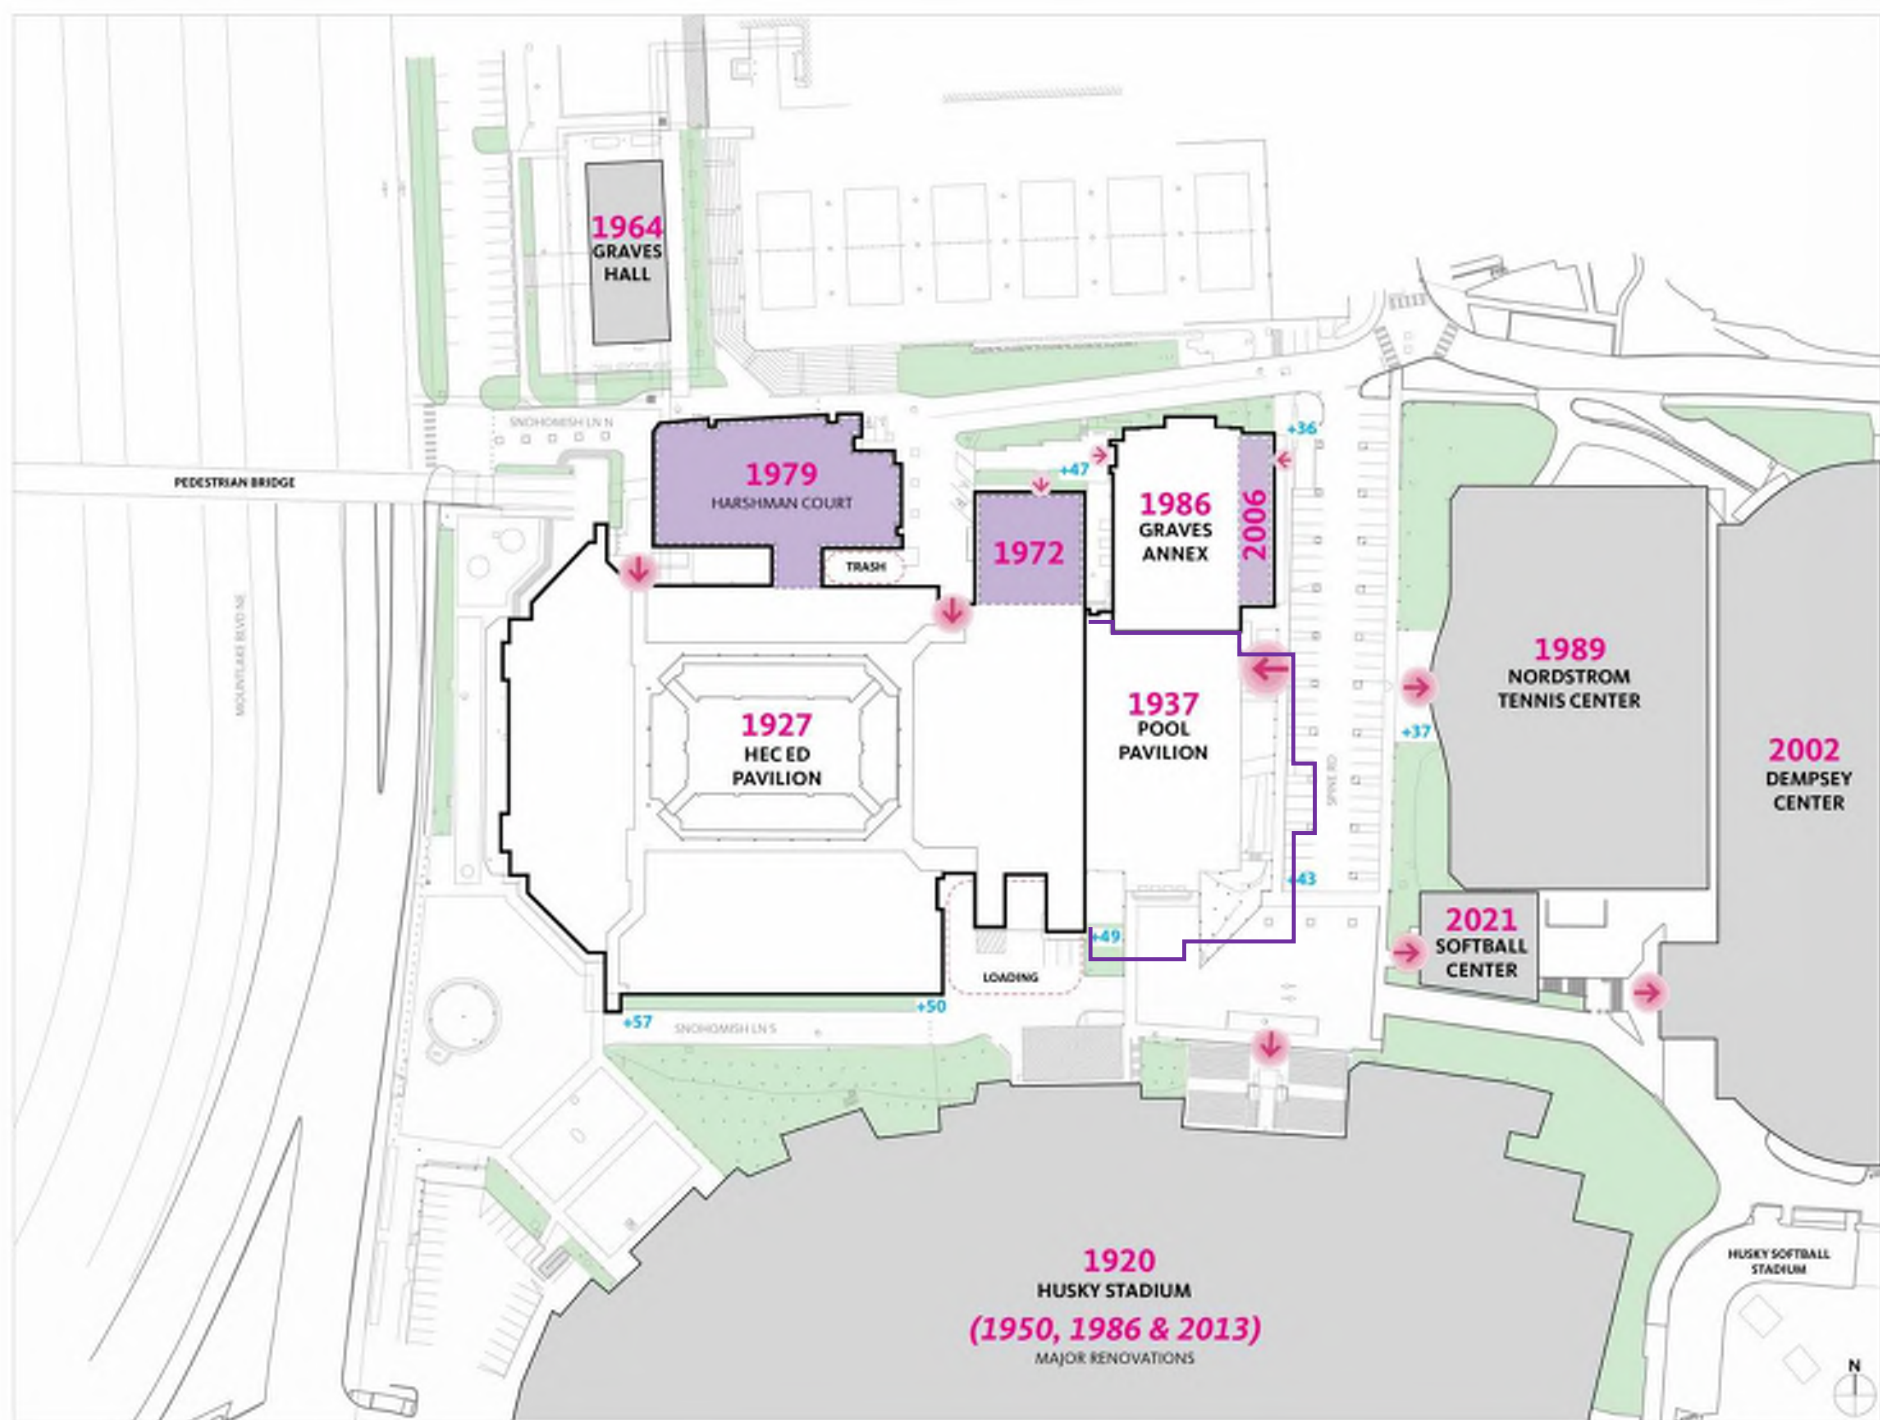 1964
GRAVES
HALL
SNOHOMISH LN N
PEDESTRIAN BRIDGE
1979
HARSHMAN COURT
TRASH
+47
1972
1986
GRAVES
ANNEX
2006
+36
MOUNTLAKE BLVD NE
1927
HEC ED
PAVILION
1937
POOL
PAVILION
SPINE RD
1989
NORDSTROM
TENNIS CENTER
+37
2002
DEMPSEY
CENTER
+43
2021
SOFTBALL
CENTER
+49
LOADING
+50
+57
SNOHOMISH LN S
1920
HUSKY STADIUM
(1950, 1986 & 2013)
MAJOR RENOVATIONS
HUSKY SOFTBALL
STADIUM
N